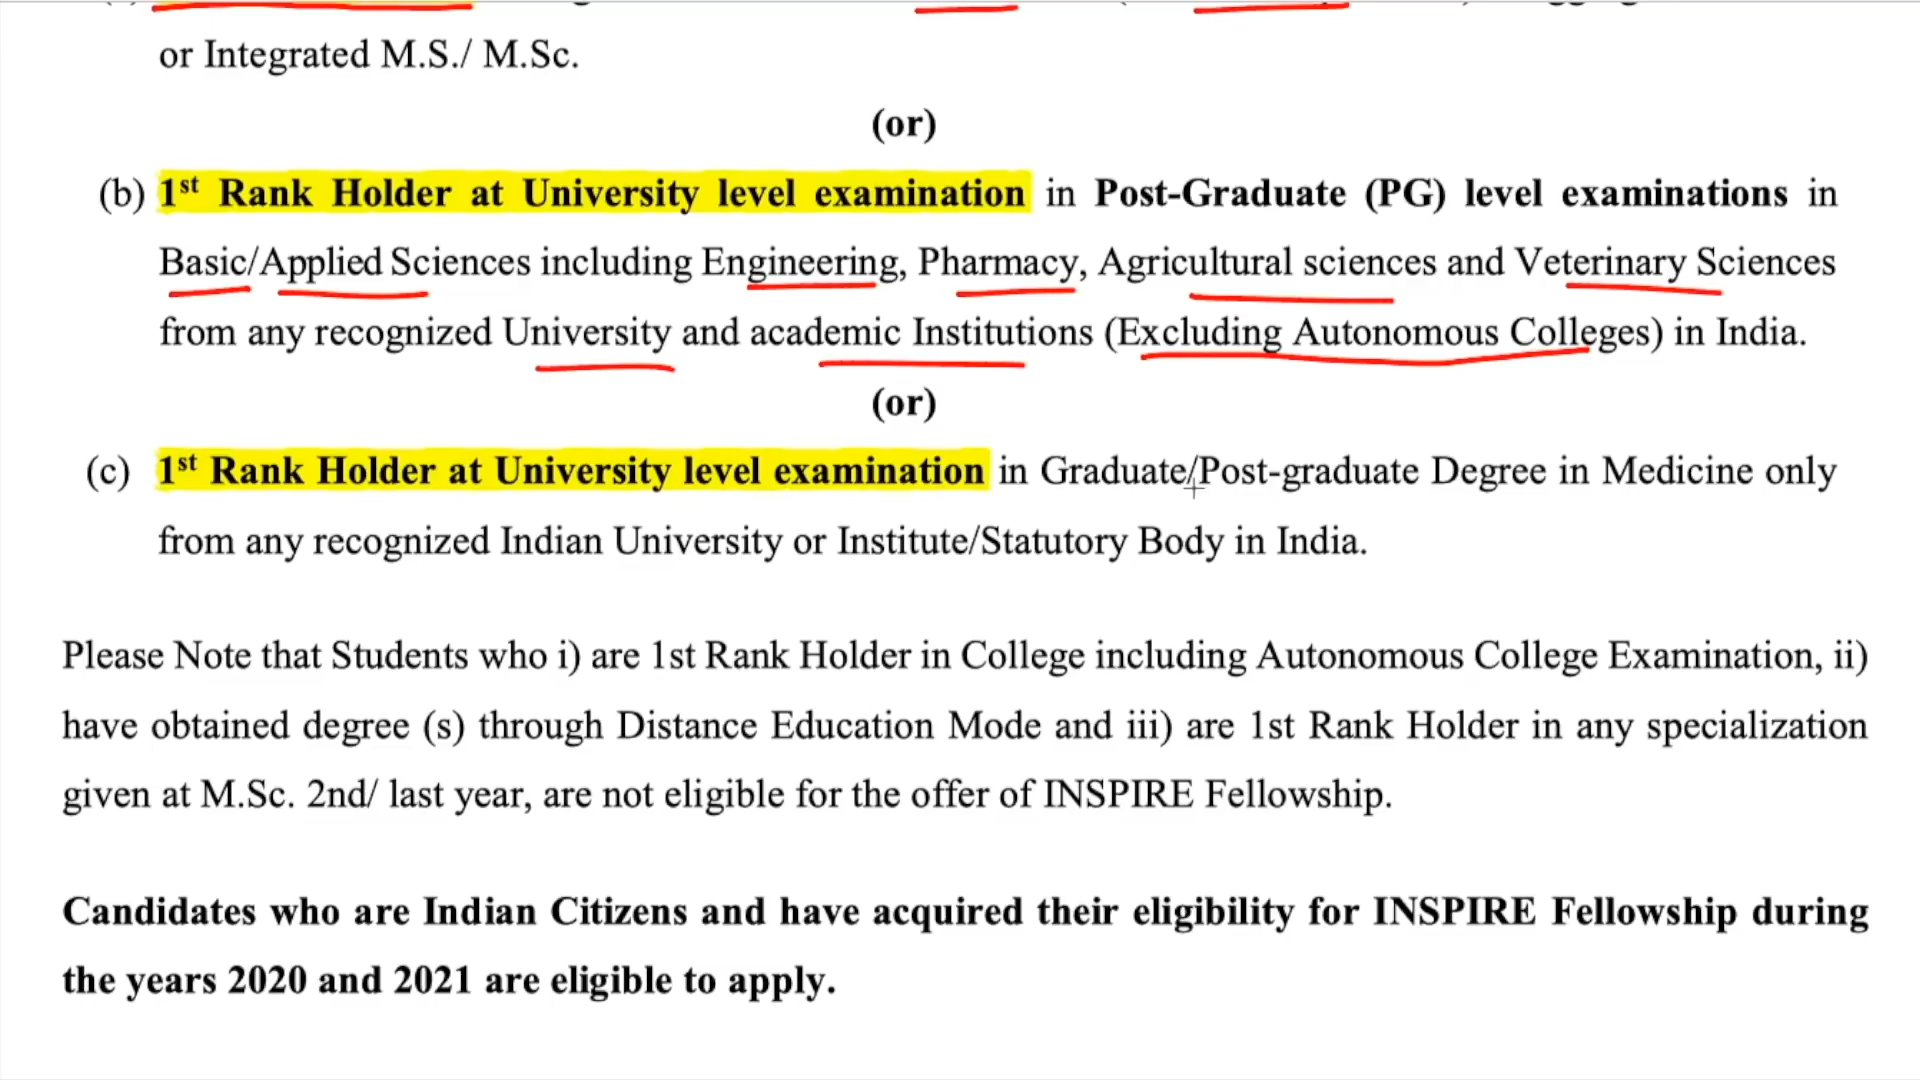 or Integrated M.S./ M.Sc.
(or)
(b) 1st Rank Holder at University level examination in Post-Graduate (PG) level examinations in
Basic/Applied Sciences including Engineering, Pharmacy, Agricultural sciences and Veterinary Sciences
from any recognized University and academic Institutions (Excluding Autonomous Colleges) in India.
(or)
(c) 1st Rank Holder at University level examination in Graduate/Post-graduate Degree in Medicine only
from any recognized Indian University or Institute/Statutory Body in India.
Please Note that Students who i) are 1st Rank Holder in College including Autonomous College Examination, ii)
have obtained degree (s) through Distance Education Mode and iii) are 1st Rank Holder in any specialization
given at M.Sc. 2nd/ last year, are not eligible for the offer of INSPIRE Fellowship.
Candidates who are Indian Citizens and have acquired their eligibility for INSPIRE Fellowship during
the years 2020 and 2021 are eligible to apply.